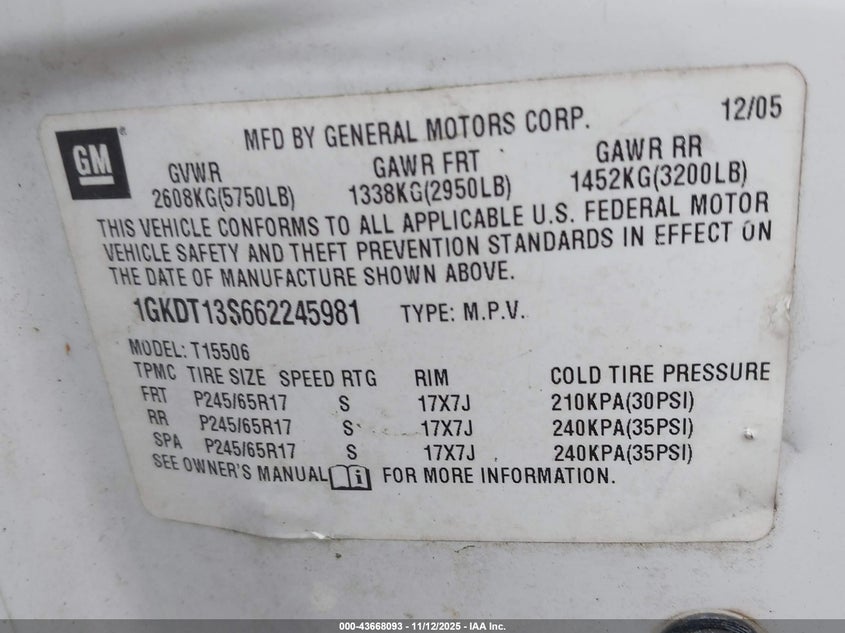 12/05
GM
MFD BY GENERAL MOTORS CORP.
GVWR GAWR FRT GAWR RR
2608KG(5750LB) 1338KG(2950LB) 1452KG(3200LB)
THIS VEHICLE CONFORMS TO ALL APPLICABLE U.S. FEDERAL MOTOR
VEHICLE SAFETY AND THEFT PREVENTION STANDARDS IN EFFECT ON
THE DATE OF MANUFACTURE SHOWN ABOVE.
1GKDT13S662245981 TYPE: M.P.V.
MODEL: T15506
TPMC TIRE SIZE SPEED RTG RIM COLD TIRE PRESSURE
FRT P245/65R17 S 17X7J 210KPA(30PSI)
RR P245/65R17 S 17X7J 240KPA(35PSI)
SPA P245/65R17 S 17X7J 240KPA(35PSI)
SEE OWNER'S MANUAL i FOR MORE INFORMATION.
000-43668093 - 11/12/2025 - IAA Inc.